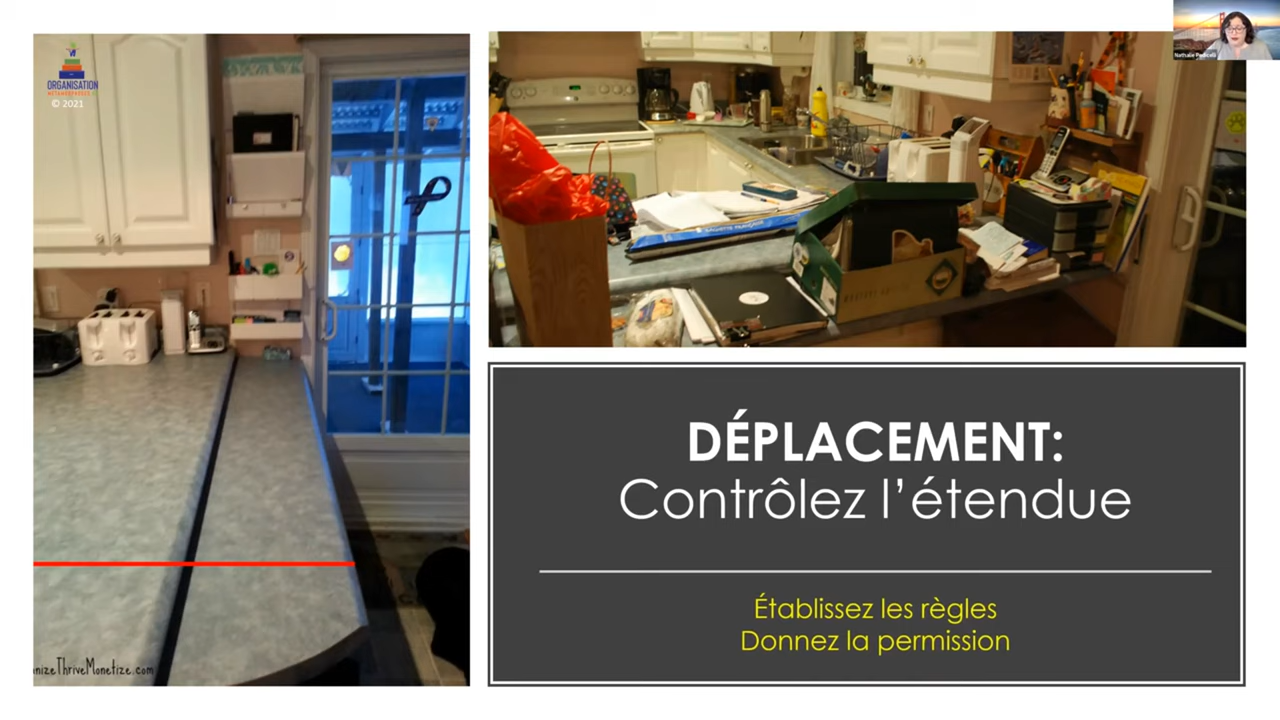 ORGANISATION
© 2021
nizeThriveMonetize.com
DÉPLACEMENT:
Contrôlez l'étendue
Établissez les règles
Donnez la permission